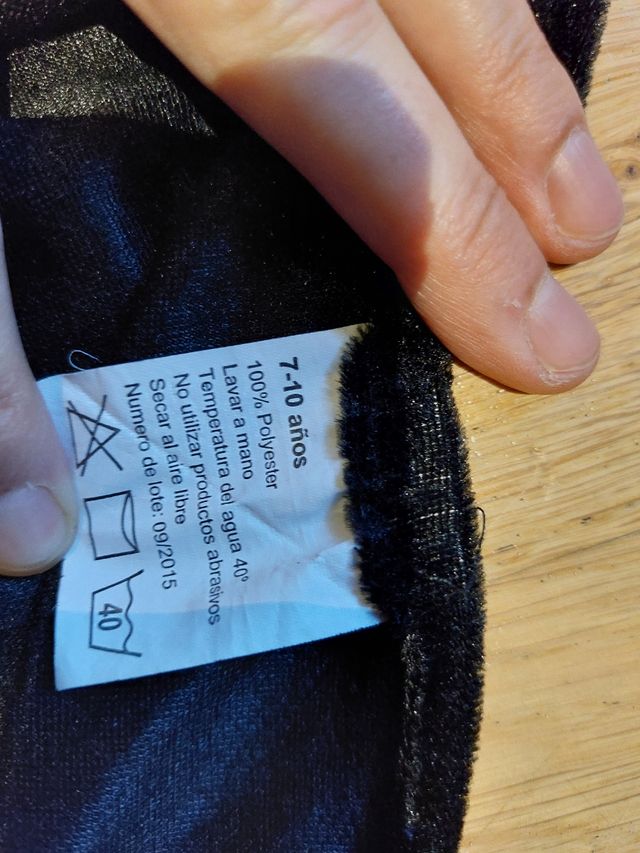 7-10 años
100% Polyester
Lavar a mano
Temperatura del agua 40º
No utilizar productos abrasivos
Secar al aire libre
Numero de lote: 09/2015
40